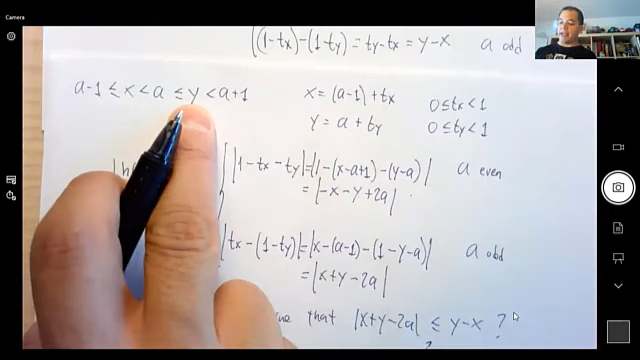 Camera
|(1-tx)-(1-ty)|=ty-tx=y-x a odd
a-1 ≤ x < a ≤ y < a+1 x=(a-1)+tx 0≤tx<1
y=a+ty 0≤ty<1
|1-tx-ty|=|1-(x-a+1)-(y-a)| a even
=|-x-y+2a|
|tx-(1-ty)|=|x-(a-1)-(1-y-a)| a odd
=|x+y-2a|
that |x+y-2a| ≤ y-x ?
?